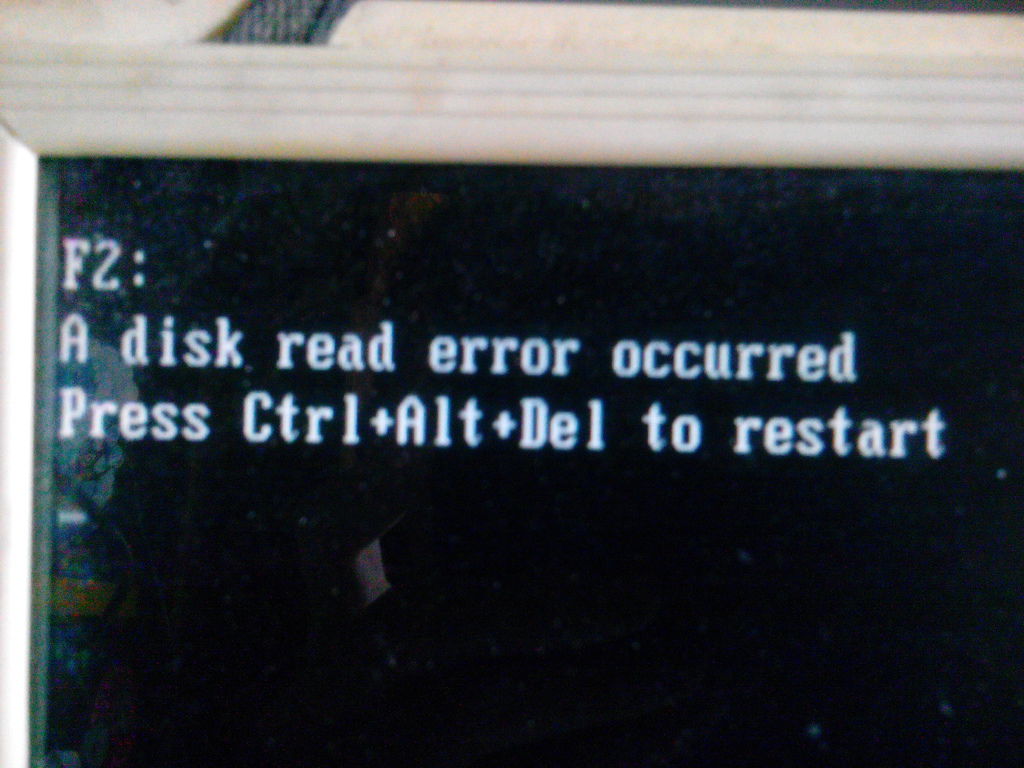 F2:
A disk read error occurred
Press Ctrl+Alt+Del to restart